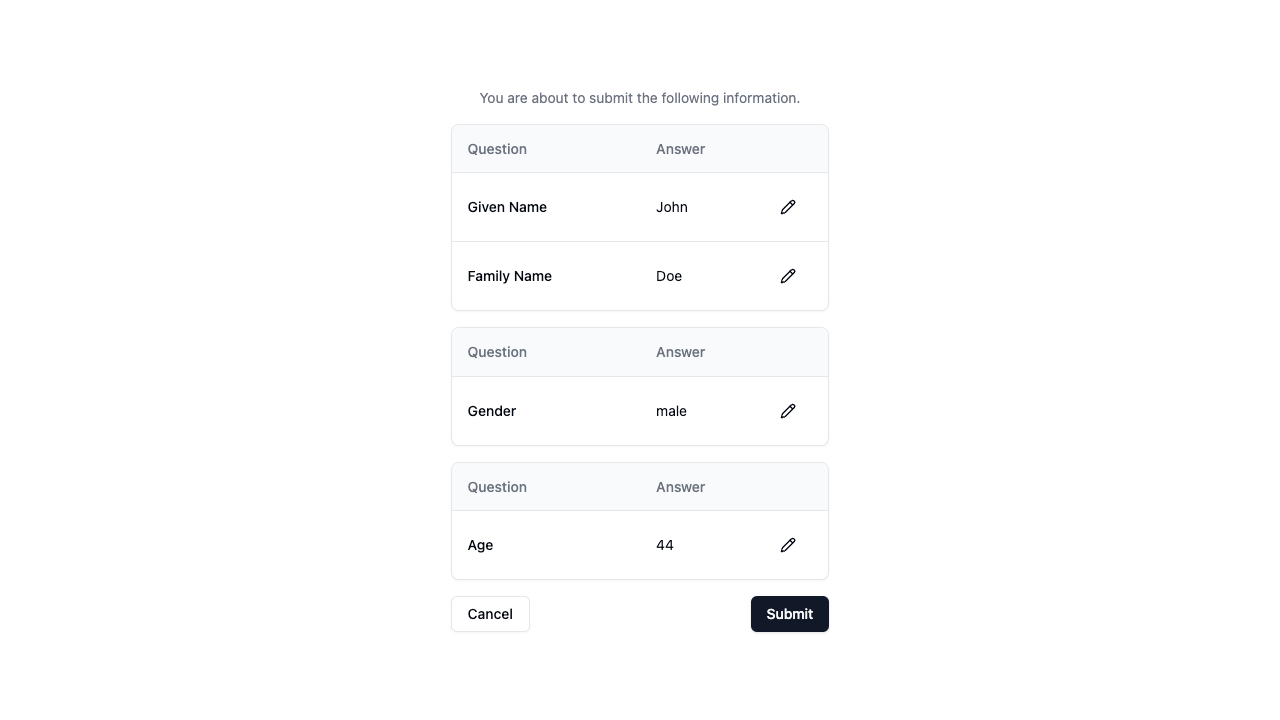 You are about to submit the following information.
Question Answer
Given Name John
Family Name Doe
Question Answer
Gender male
Question Answer
Age 44
Cancel Submit